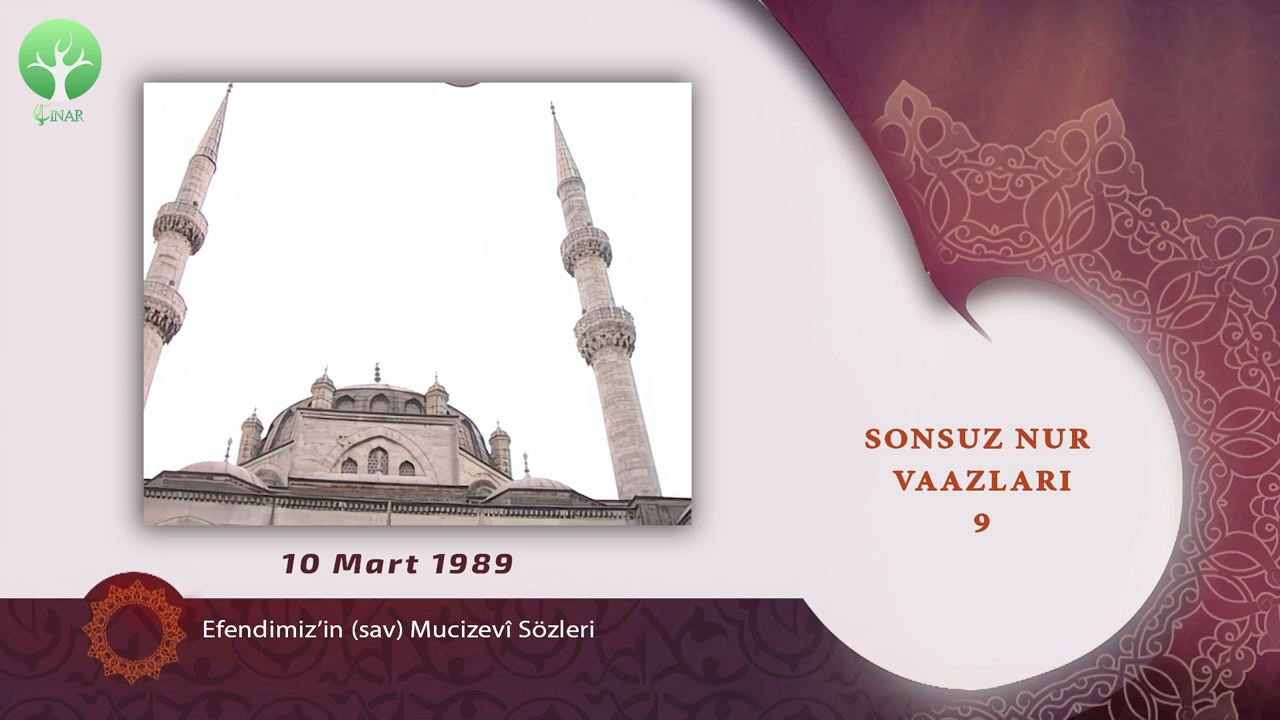 ÇINAR
SONSUZ NUR
VAAZLARI
9
10 Mart 1989
Efendimiz’in (sav) Mucizevî Sözleri